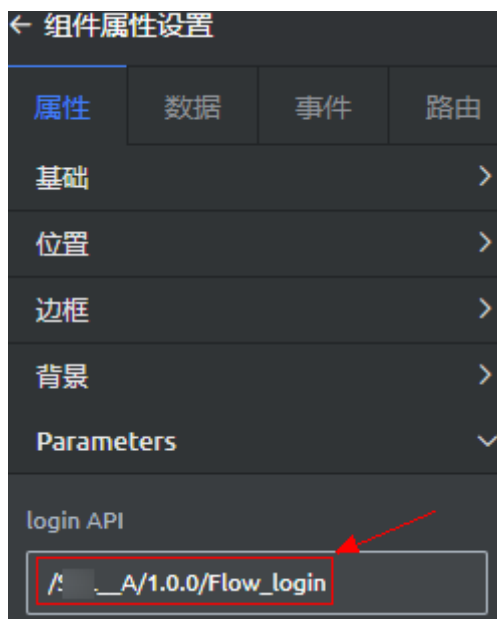 ← 组件属性设置
属性 数据 事件 路由
基础
位置
边框
背景
Parameters
login API
__A/1.0.0/Flow_login